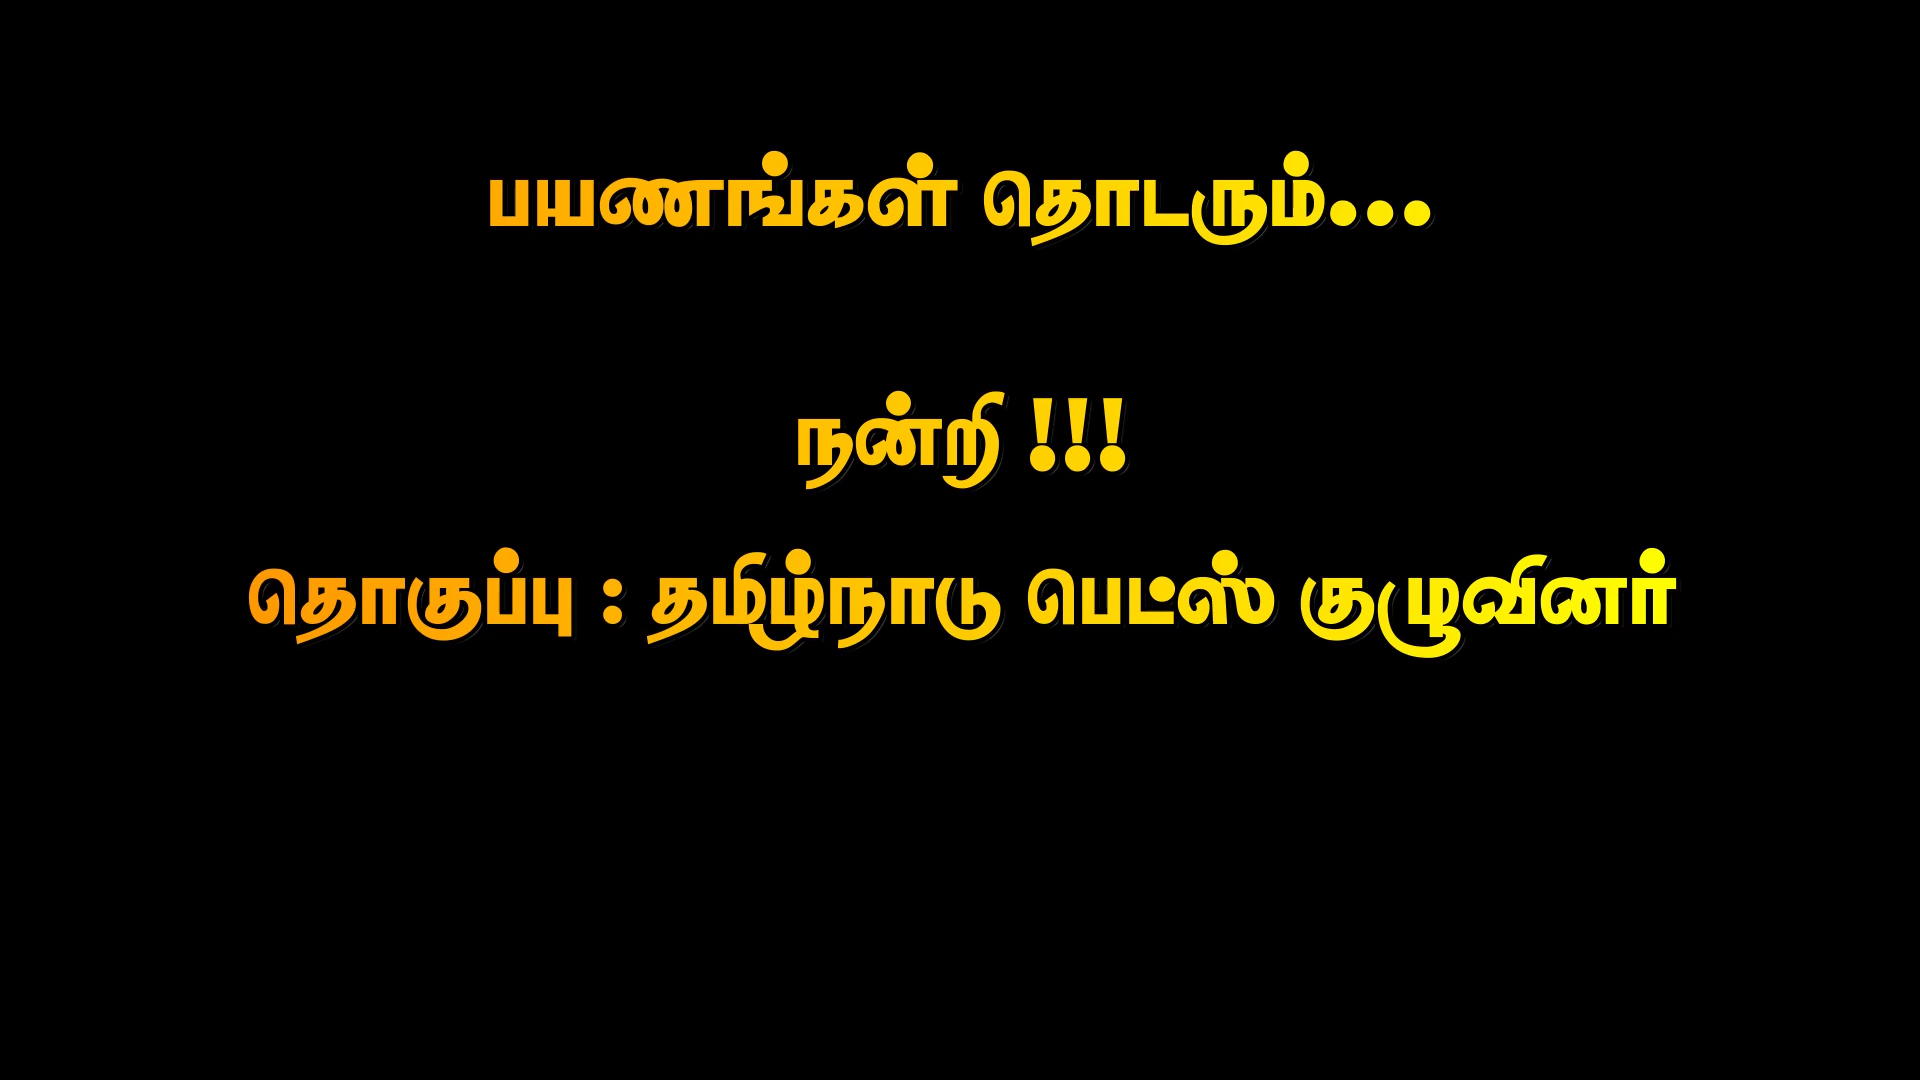 பயணங்கள் தொடரும்...
நன்றி !!!
தொகுப்பு : தமிழ்நாடு பெட்ஸ் குழுவினர்